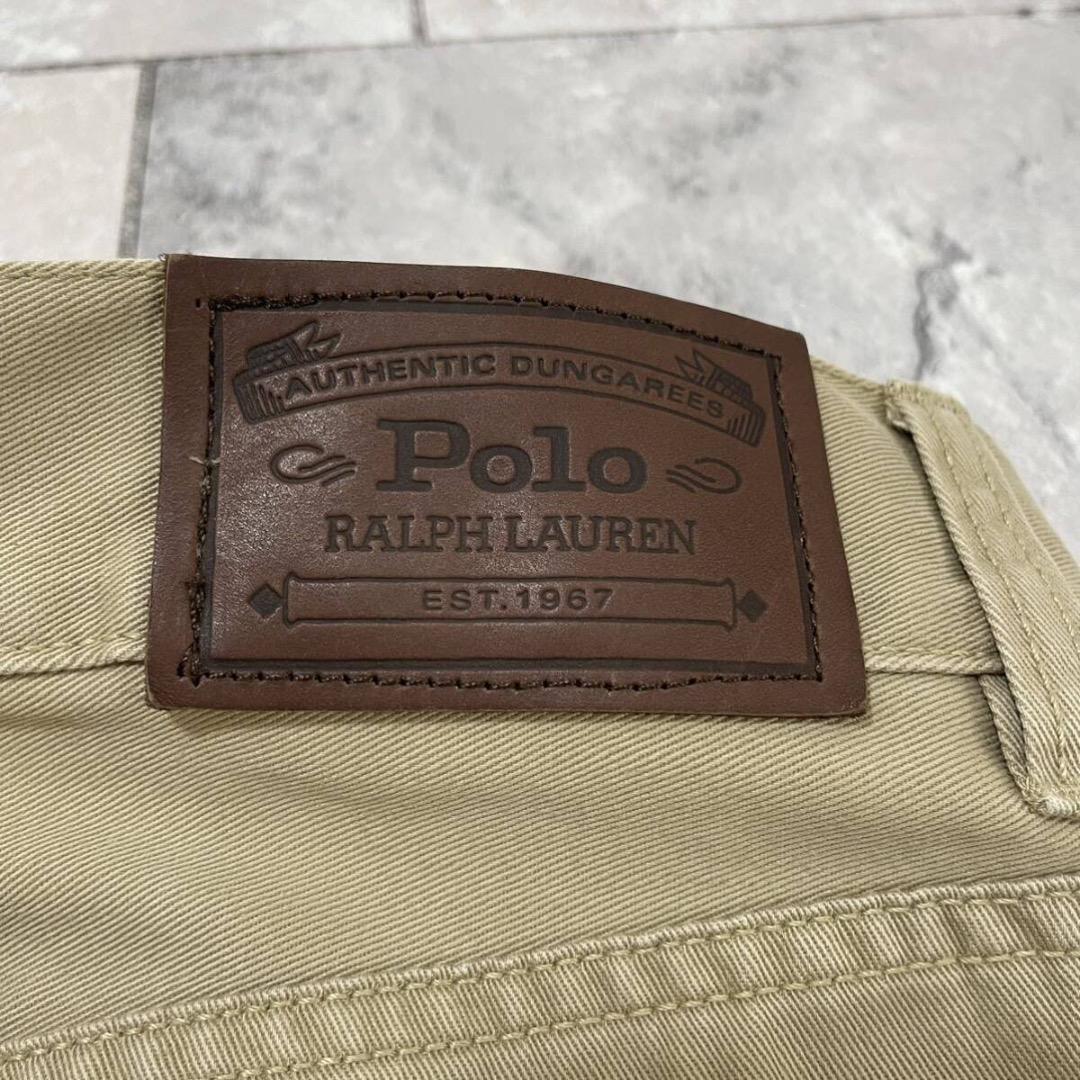 AUTHENTIC DUNGAREES
Polo
RALPH LAUREN
EST. 1967